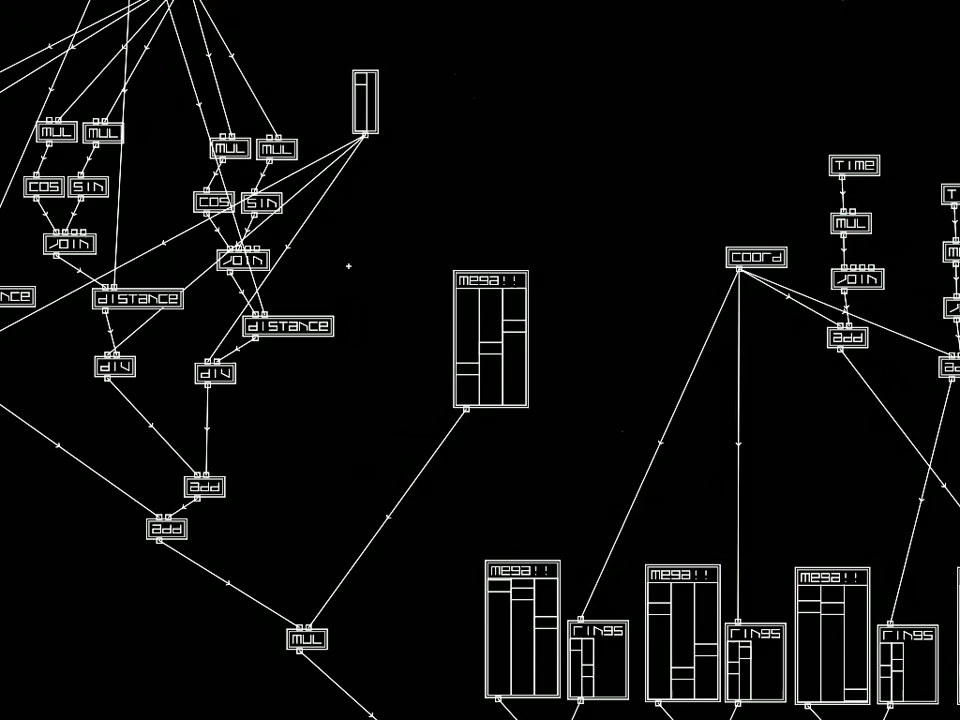 MUL MUL
MUL MUL
TIME
COS SIN
COS SIN
MUL
JOIN
JOIN
coord
JOIN
mega!!
nce
distance
distance
add
div
div
add
add
mega!!
mega!!
mega!!
rings
rings
rings
MUL